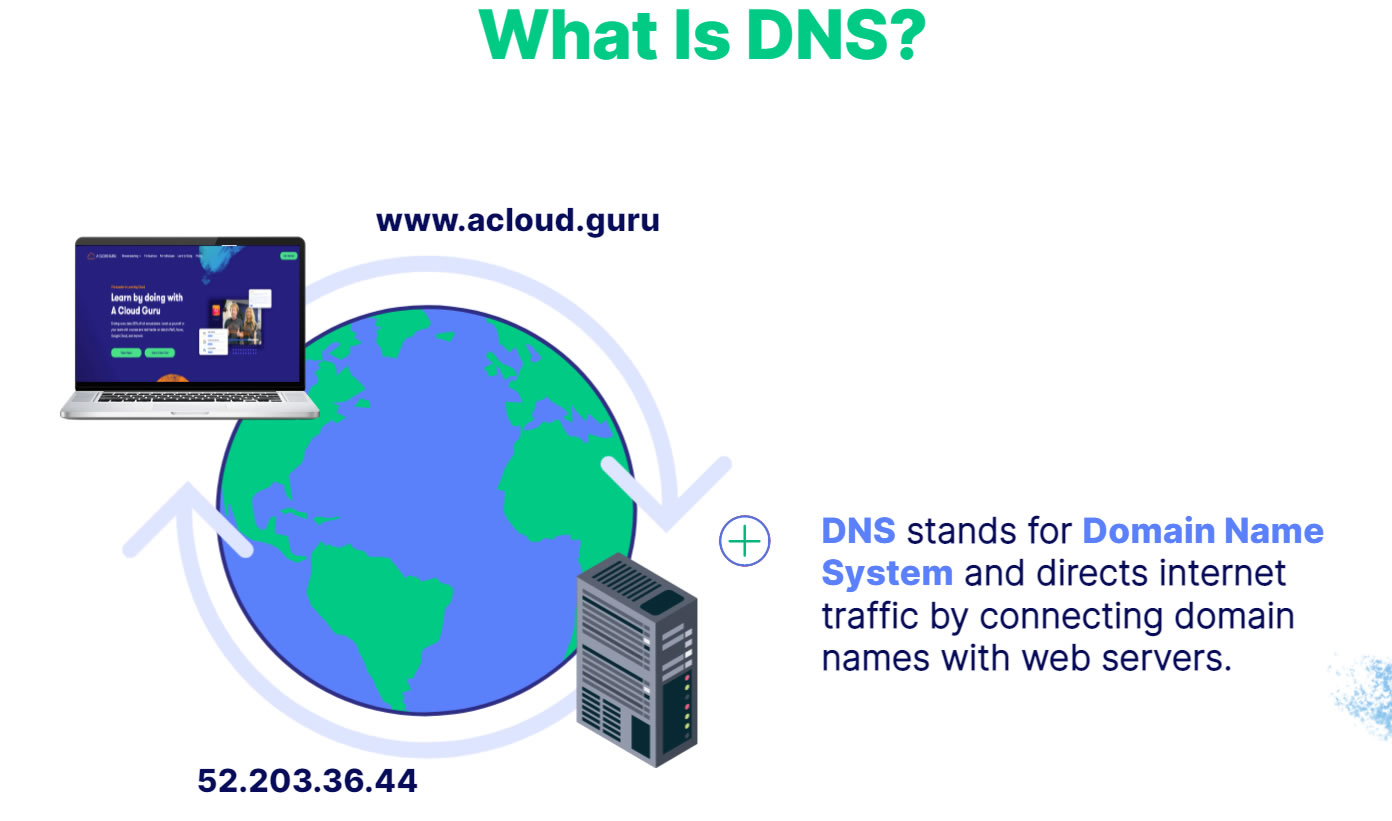 What Is DNS?
www.acloud.guru
Learn by doing with
A Cloud Guru
DNS stands for Domain Name
System and directs internet
traffic by connecting domain
names with web servers.
52.203.36.44